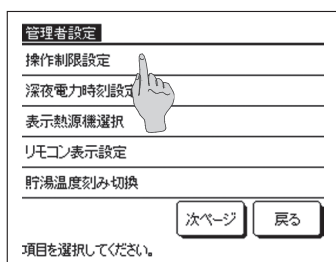 管理者設定
操作制限設定
深夜電力時刻設定
表示熱源機選択
リモコン表示設定
貯湯温度刻み切換
次ページ 戻る
項目を選択してください。